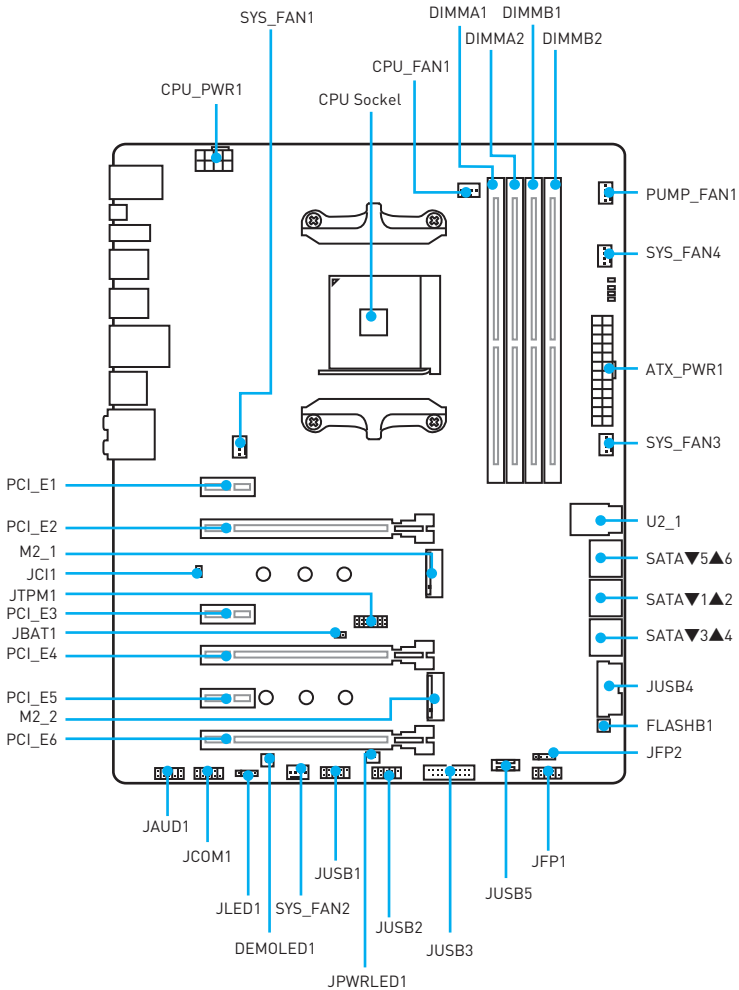 SYS_FAN1
DIMMA1
DIMMB1
DIMMA2
DIMMB2
CPU_FAN1
CPU_PWR1
CPU Sockel
PUMP_FAN1
SYS_FAN4
ATX_PWR1
SYS_FAN3
PCI_E1
U2_1
PCI_E2
M2_1
SATA▼5▲6
JCI1
JTPM1
SATA▼1▲2
PCI_E3
JBAT1
SATA▼3▲4
PCI_E4
JUSB4
PCI_E5
M2_2
FLASHB1
PCI_E6
JFP2
JAUD1
JCOM1
JUSB1
JFP1
JLED1
SYS_FAN2
JUSB5
JUSB2
DEMOLED1
JUSB3
JPWRLED1